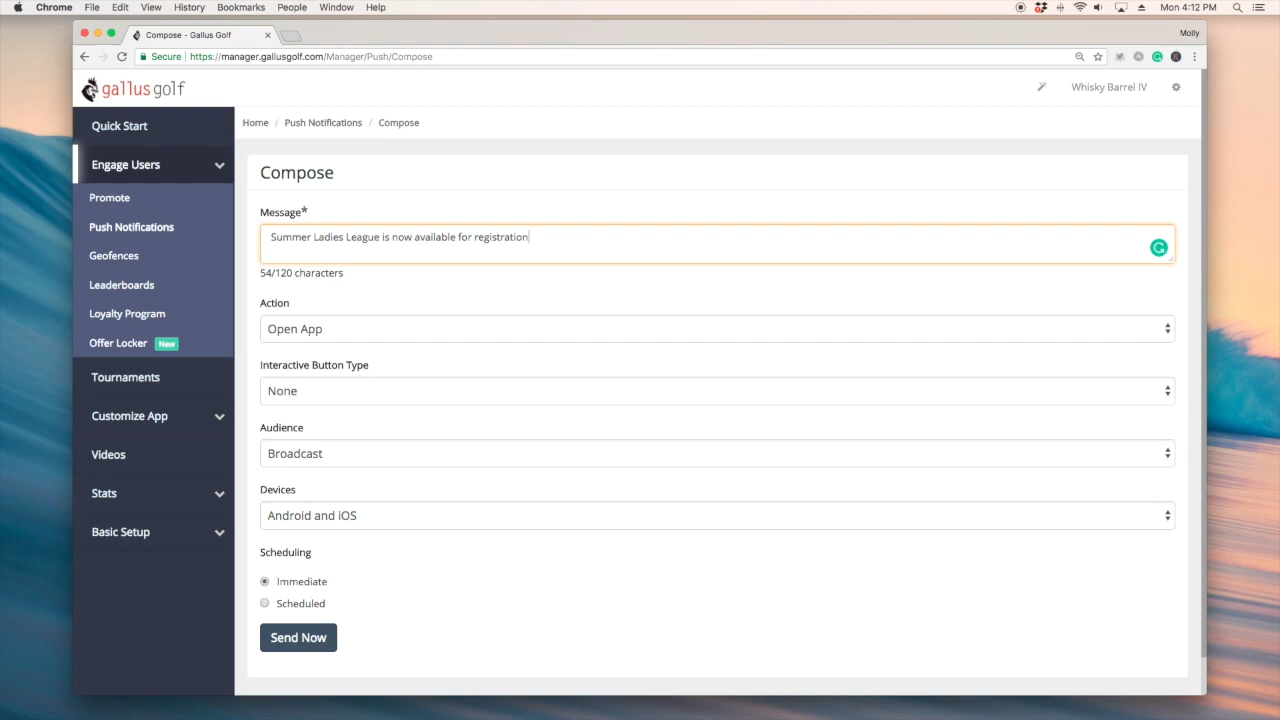 Chrome File Edit View History Bookmarks People Window Help Mon 4:12 PM
Compose - Gallus Golf Molly
Secure https://manager.gallusgolf.com/Manager/Push/Compose
gallus golf Whisky Barrel IV
Quick Start
Home / Push Notifications / Compose
Engage Users
Compose
Promote
Message*
Push Notifications
Summer Ladies League is now available for registration
Geofences
54/120 characters
Leaderboards
Action
Loyalty Program
Open App
Offer Locker New
Interactive Button Type
Tournaments
None
Customize App
Audience
Videos
Broadcast
Stats
Devices
Android and iOS
Basic Setup
Scheduling
Immediate
Scheduled
Send Now